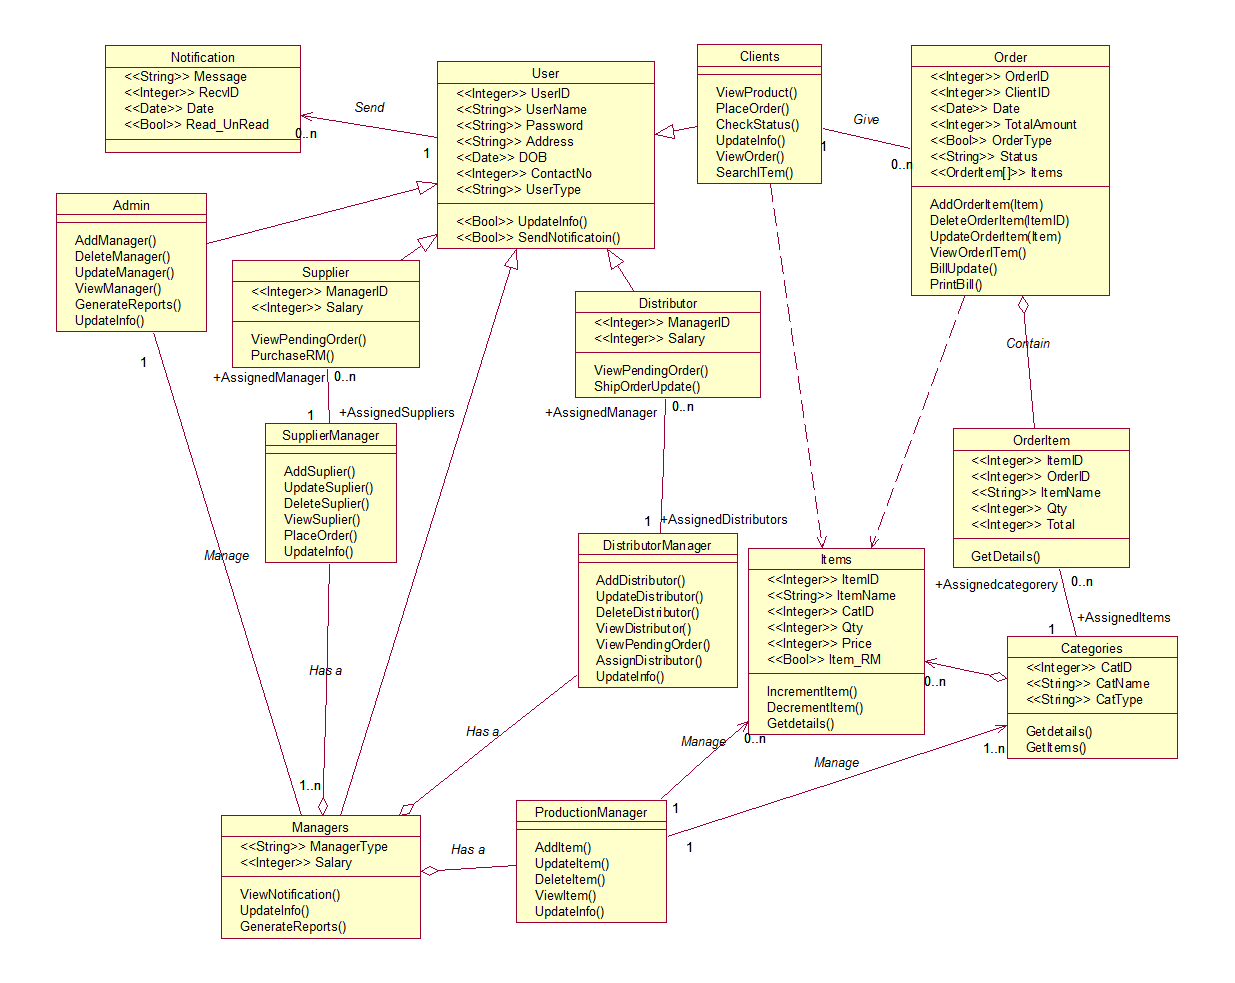 Notification
<<String>> Message
<<Integer>> RecvID
<<Date>> Date
<<Bool>> Read_UnRead
Send
0..n
1
User
<<Integer>> UserID
<<String>> UserName
<<String>> Password
<<String>> Address
<<Date>> DOB
<<Integer>> ContactNo
<<String>> UserType
<<Bool>> UpdateInfo()
<<Bool>> SendNotificatoin()
Clients
ViewProduct()
PlaceOrder()
CheckStatus()
UpdateInfo()
ViewOrder()
SearchITem()
Give
1
0..n
Order
<<Integer>> OrderID
<<Integer>> ClientID
<<Date>> Date
<<Integer>> TotalAmount
<<Bool>> OrderType
<<String>> Status
<<OrderItem[]>> Items
AddOrderItem(Item)
DeleteOrderItem(ItemID)
UpdateOrderItem(Item)
ViewOrderITem()
BillUpdate()
PrintBill()
Admin
AddManager()
DeleteManager()
UpdateManager()
ViewManager()
GenerateReports()
UpdateInfo()
1
Supplier
<<Integer>> ManagerID
<<Integer>> Salary
ViewPendingOrder()
PurchaseRM()
+AssignedManager
0..n
1
+AssignedSuppliers
Distributor
<<Integer>> ManagerID
<<Integer>> Salary
ViewPendingOrder()
ShipOrderUpdate()
+AssignedManager
0..n
Contain
SupplierManager
AddSuplier()
UpdateSuplier()
DeleteSuplier()
ViewSuplier()
PlaceOrder()
UpdateInfo()
OrderItem
<<Integer>> ItemID
<<Integer>> OrderID
<<String>> ItemName
<<Integer>> Qty
<<Integer>> Total
GetDetails()
1
+AssignedDistributors
DistributorManager
AddDistributor()
UpdateDistributor()
DeleteDistributor()
ViewDistributor()
ViewPendingOrder()
AssignDistributor()
UpdateInfo()
Manage
Items
<<Integer>> ItemID
<<String>> ItemName
<<Integer>> CatID
<<Integer>> Qty
<<Integer>> Price
<<Bool>> Item_RM
IncrementItem()
DecrementItem()
Getdetails()
+Assignedcategorery
0..n
+AssignedItems
1
Categories
<<Integer>> CatID
<<String>> CatName
<<String>> CatType
Getdetails()
GetItems()
0..n
Has a
Has a
Manage
0..n
Manage
1..n
1..n
1
1
Managers
<<String>> ManagerType
<<Integer>> Salary
ViewNotification()
UpdateInfo()
GenerateReports()
Has a
ProductionManager
AddItem()
UpdateItem()
DeleteItem()
ViewItem()
UpdateInfo()